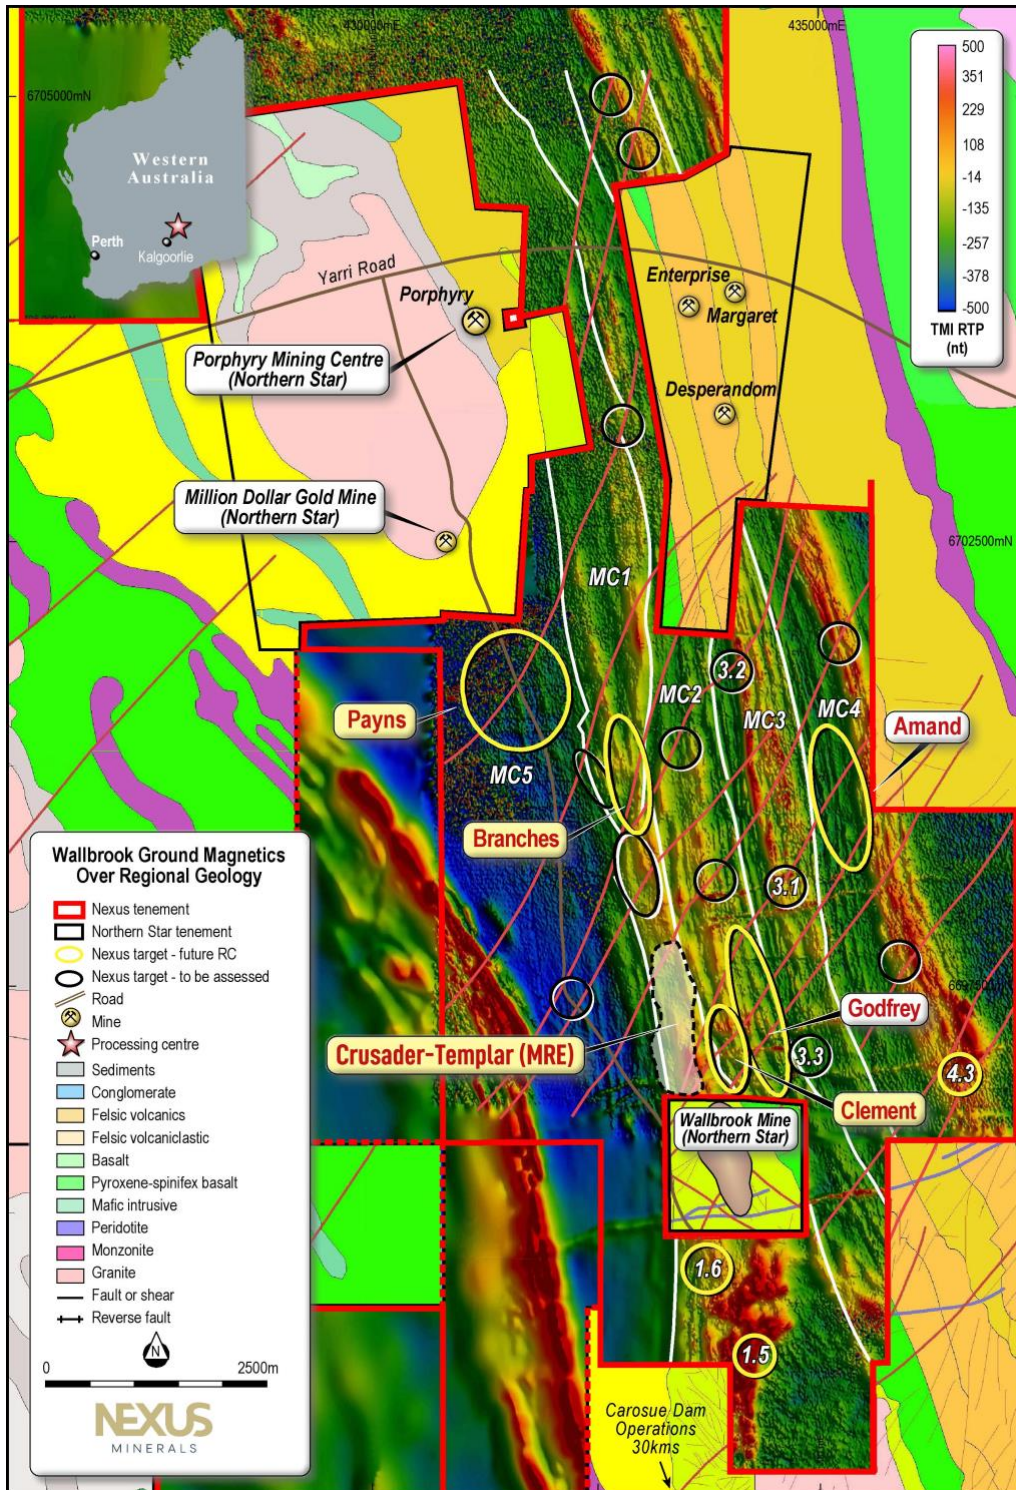 430000mE
435000mE
6705000mN
Western
Australia
Perth
Kalgoorlie
500
351
229
108
-14
-135
-257
-378
-500
TMI RTP
(nt)
Yarri Road
Porphyry
Enterprise
Margaret
Porphyry Mining Centre
(Northern Star)
Desperandom
Million Dollar Gold Mine
(Northern Star)
6702500mN
MC1
3.2
MC2
MC3
MC4
Payns
Amand
MC5
Branches
3.1
6697500mN
Godfrey
Crusader-Templar (MRE)
3.3
4.3
Clement
Wallbrook Mine
(Northern Star)
1.6
1.5
Carosue Dam
Operations
30kms
Wallbrook Ground Magnetics
Over Regional Geology
Nexus tenement
Northern Star tenement
Nexus target - future RC
Nexus target - to be assessed
Road
Mine
Processing centre
Sediments
Conglomerate
Felsic volcanics
Felsic volcaniclastic
Basalt
Pyroxene-spinifex basalt
Mafic intrusive
Peridotite
Monzonite
Granite
Fault or shear
Reverse fault
N
0
2500m
NEXUS
MINERALS